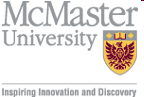 McMaster
University
Inspiring Innovation and Discovery